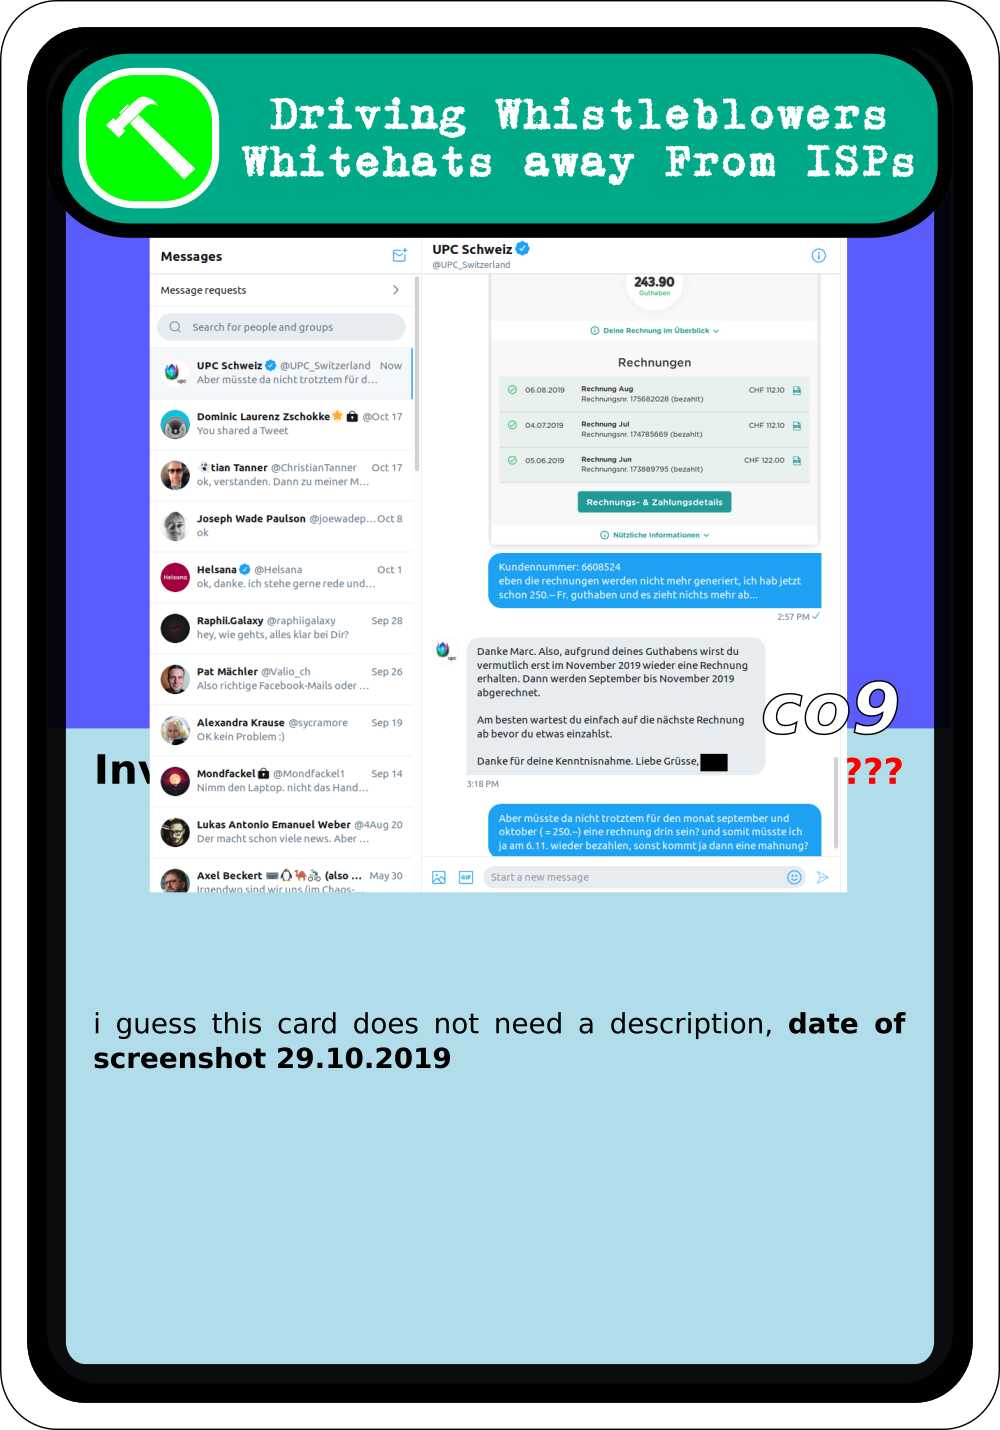 Driving Whistleblowers
Whitehats away From ISPs
Messages
Message requests
Search for people and groups
UPC Schweiz @UPC_Switzerland Now
Aber müsste da nicht trotztem für d...
Dominic Laurenz Zschokke @Oct 17
You shared a Tweet
tian Tanner @ChristianTanner Oct 17
ok, verstanden. Dann zu meiner M...
Joseph Wade Paulson @joewadep... Oct 8
ok
Helsana @Helsana Oct 1
ok, danke. ich stehe gerne rede und...
Raphii.Galaxy @raphiigalaxy Sep 28
hey, wie gehts, alles klar bei Dir?
Pat Mächler @Valio_ch Sep 26
Also richtige Facebook-Mails oder ...
Alexandra Krause @sycramore Sep 19
OK kein Problem :)
Mondfackel @Mondfackel1 Sep 14
Nimm den Laptop. nicht das Hand...
Lukas Antonio Emanuel Weber @4Aug 20
Der macht schon viele news. Aber ...
Axel Beckert (also ... May 30
Irgendwo sind wir uns (im Chaos-
UPC Schweiz
@UPC_Switzerland
243.90
Guthaben
Deine Rechnung im Überblick
Rechnungen
06.08.2019 Rechnung Aug CHF 112.10
Rechnungsnr. 175682028 (bezahlt)
04.07.2019 Rechnung Jul CHF 112.10
Rechnungsnr. 174785669 (bezahlt)
05.06.2019 Rechnung Jun CHF 122.00
Rechnungsnr. 173889795 (bezahlt)
Rechnungs- & Zahlungsdetails
Nützliche Informationen
Kundennummer: 6608524
eben die rechnungen werden nicht mehr generiert, ich hab jetzt
schon 250.-- Fr. guthaben und es zieht nichts mehr ab...
2:57 PM
Danke Marc. Also, aufgrund deines Guthabens wirst du
vermutlich erst im November 2019 wieder eine Rechnung
erhalten. Dann werden September bis November 2019
abgerechnet.
Am besten wartest du einfach auf die nächste Rechnung
ab bevor du etwas einzahlst.
Danke für deine Kenntnisnahme. Liebe Grüsse,
3:18 PM
Aber müsste da nicht trotztem für den monat september und
oktober ( = 250.--) eine rechnung drin sein? und somit müsste ich
ja am 6.11. wieder bezahlen, sonst kommt ja dann eine mahnung?
GIF
Start a new message
co9
Inv
???
i guess this card does not need a description, date of
screenshot 29.10.2019